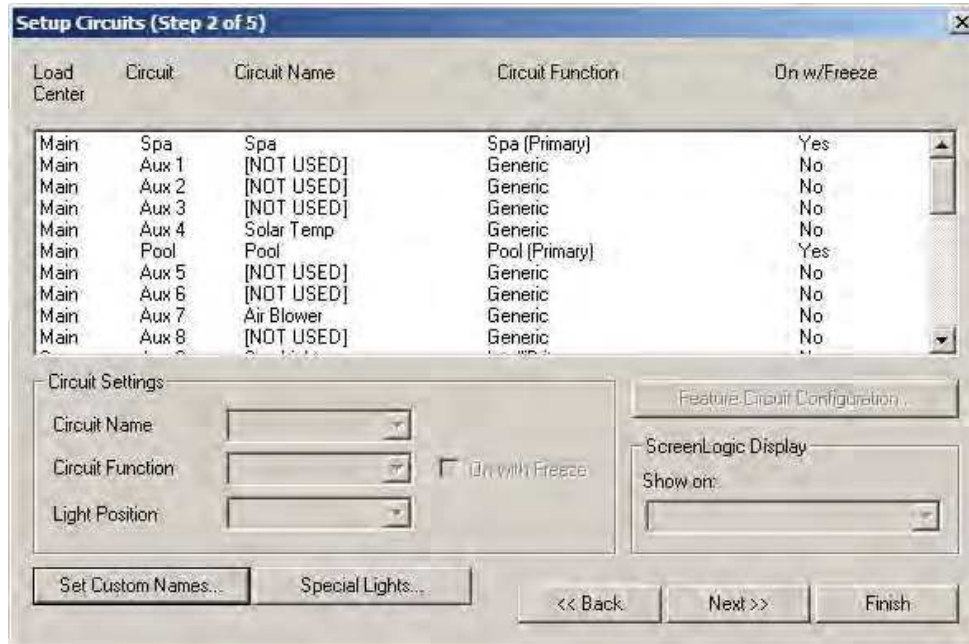 Setup Circuits (Step 2 of 5)
Load Center Circuit Circuit Name Circuit Function On w/Freeze
Main Spa Spa Spa (Primary) Yes
Main Aux 1 [NOT USED] Generic No
Main Aux 2 [NOT USED] Generic No
Main Aux 3 [NOT USED] Generic No
Main Aux 4 Solar Temp Generic No
Main Pool Pool Pool (Primary) Yes
Main Aux 5 [NOT USED] Generic No
Main Aux 6 [NOT USED] Generic No
Main Aux 7 Air Blower Generic No
Main Aux 8 [NOT USED] Generic No
Circuit Settings
Circuit Name
Circuit Function
On with Freeze
Light Position
Feature Circuit Configuration...
ScreenLogic Display
Show on:
Set Custom Names... Special Lights...
<< Back Next >> Finish